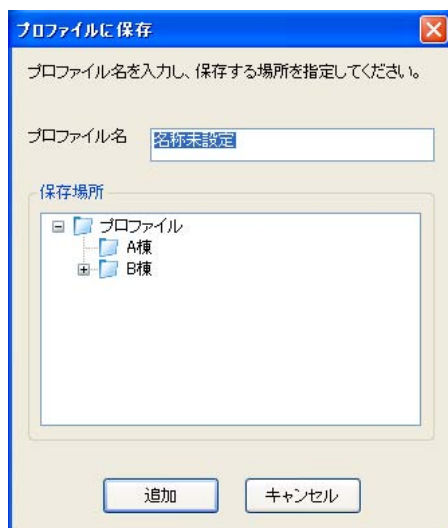 プロファイルに保存
プロファイル名を入力し、保存する場所を指定してください。
プロファイル名
名称未設定
保存場所
プロファイル
A棟
B棟
追加
キャンセル